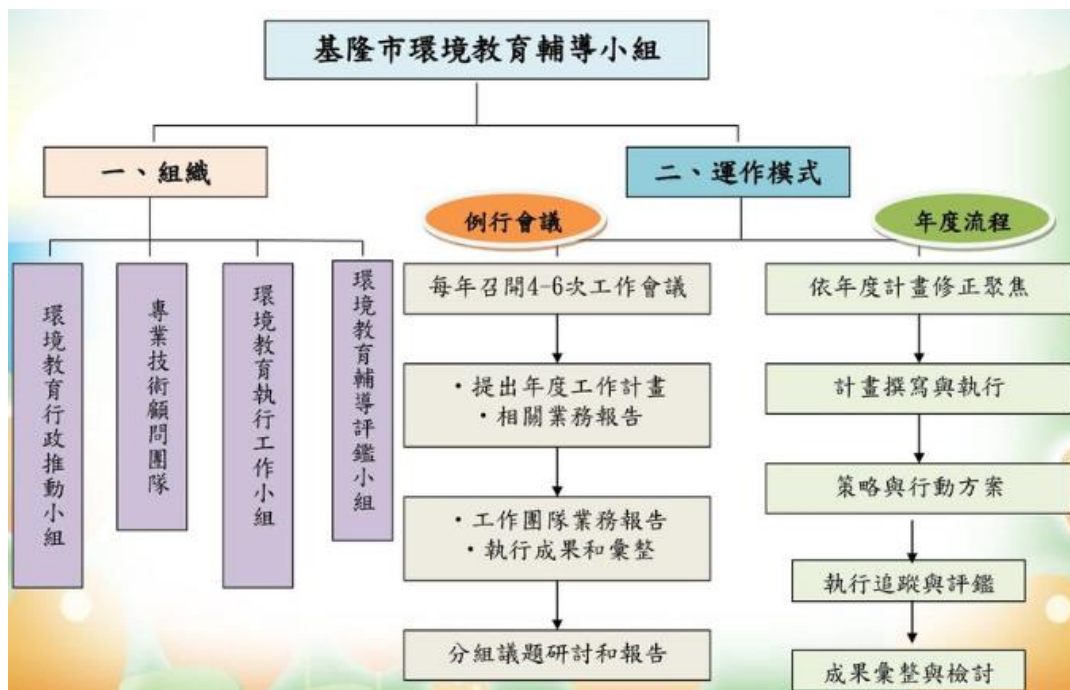 基隆市環境教育輔導小組
一、組織
二、運作模式
例行會議
年度流程
環境教育行政推動小組
專業技術顧問團隊
環境教育執行工作小組
環境教育輔導評鑑小組
每年召開4-6次工作會議
・提出年度工作計畫
・相關業務報告
・工作團隊業務報告
・執行成果和彙整
分組議題研討和報告
依年度計畫修正聚焦
計畫撰寫與執行
策略與行動方案
執行追蹤與評鑑
成果彙整與檢討